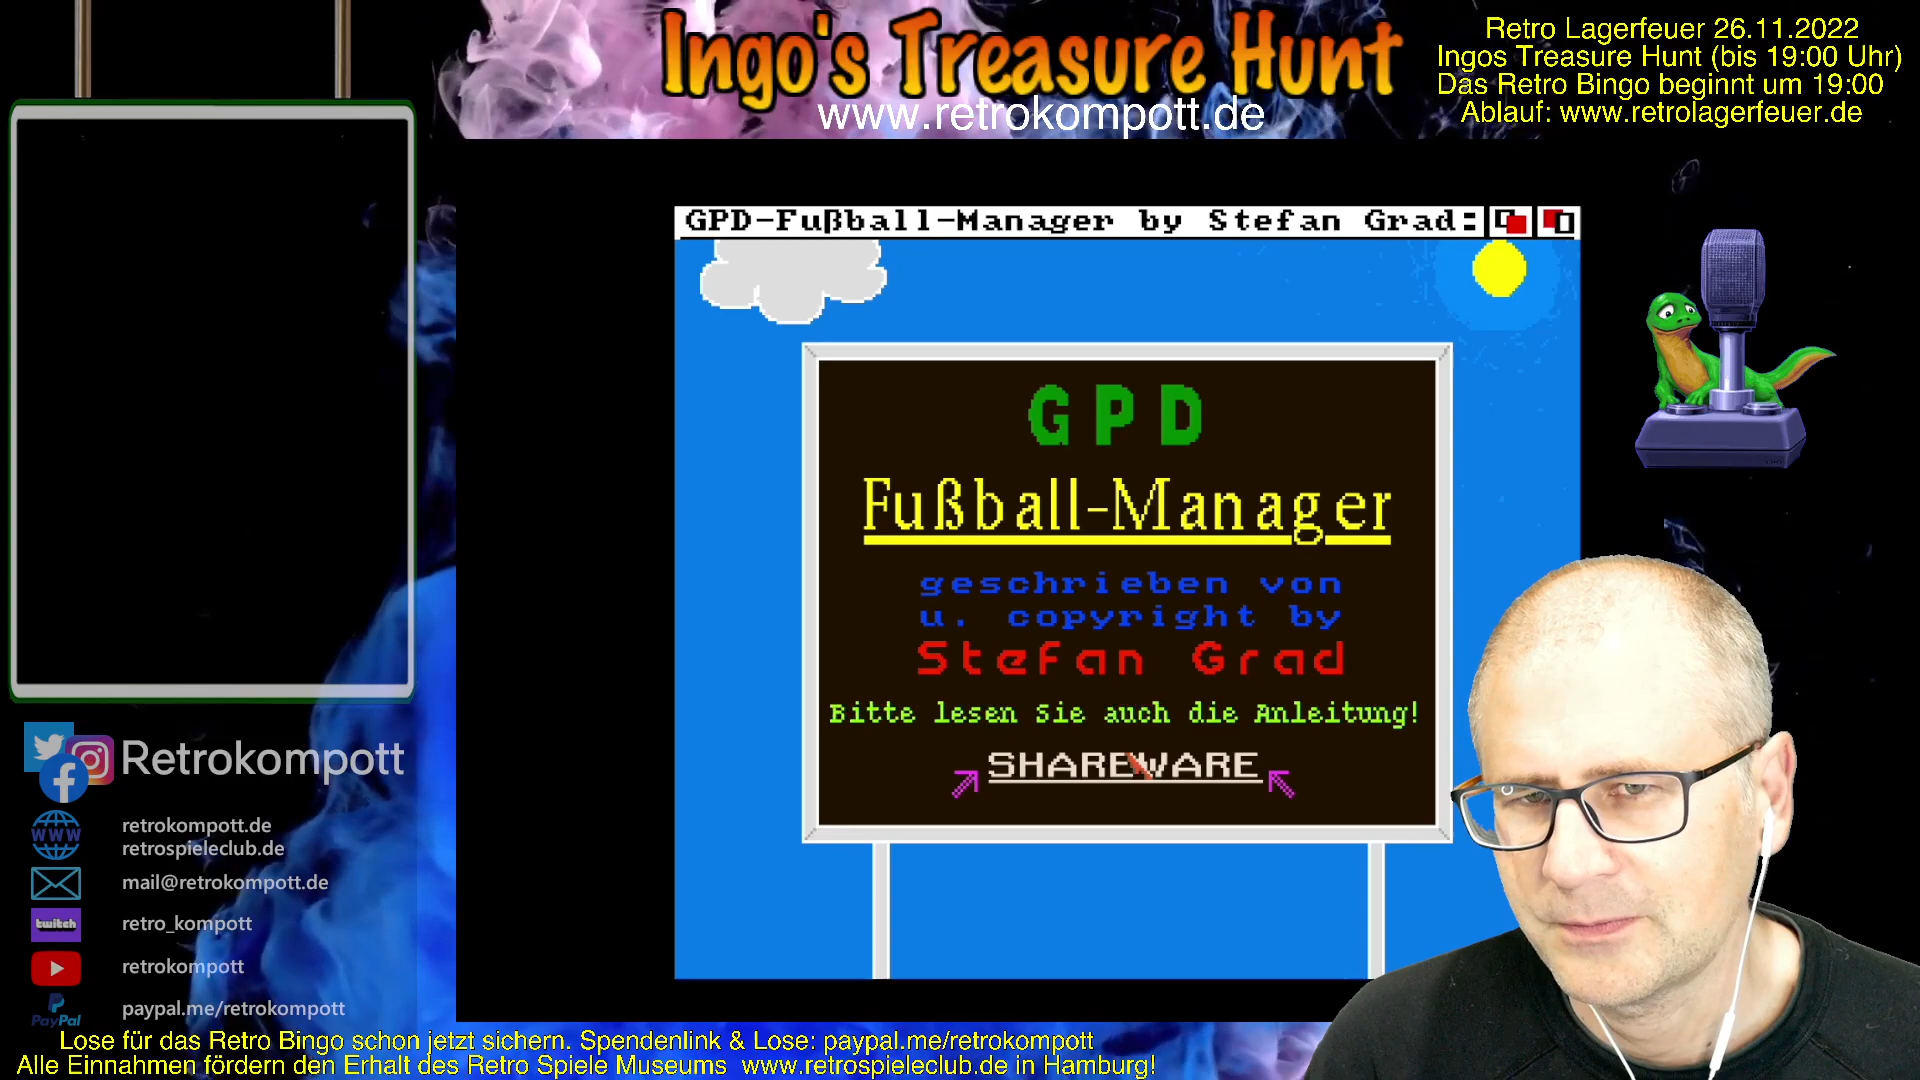 Ingo's Treasure Hunt
www.retrokompott.de
Retro Lagerfeuer 26.11.2022
Ingos Treasure Hunt (bis 19:00 Uhr)
Das Retro Bingo beginnt um 19:00
Ablauf: www.retrolagerfeuer.de
GPD-Fußball-Manager by Stefan Grad:
GPD
Fußball-Manager
geschrieben von
u. copyright by
Stefan Grad
Bitte lesen Sie auch die Anleitung!
SHAREWARE
Retrokompott
WWW
retrokompott.de
retrospieleclub.de
mail@retrokompott.de
twitch
retro_kompott
retrokompott
PayPal
paypal.me/retrokompott
Lose für das Retro Bingo schon jetzt sichern. Spendenlink & Lose: paypal.me/retrokompott
Alle Einnahmen fördern den Erhalt des Retro Spiele Museums www.retrospieleclub.de in Hamburg!